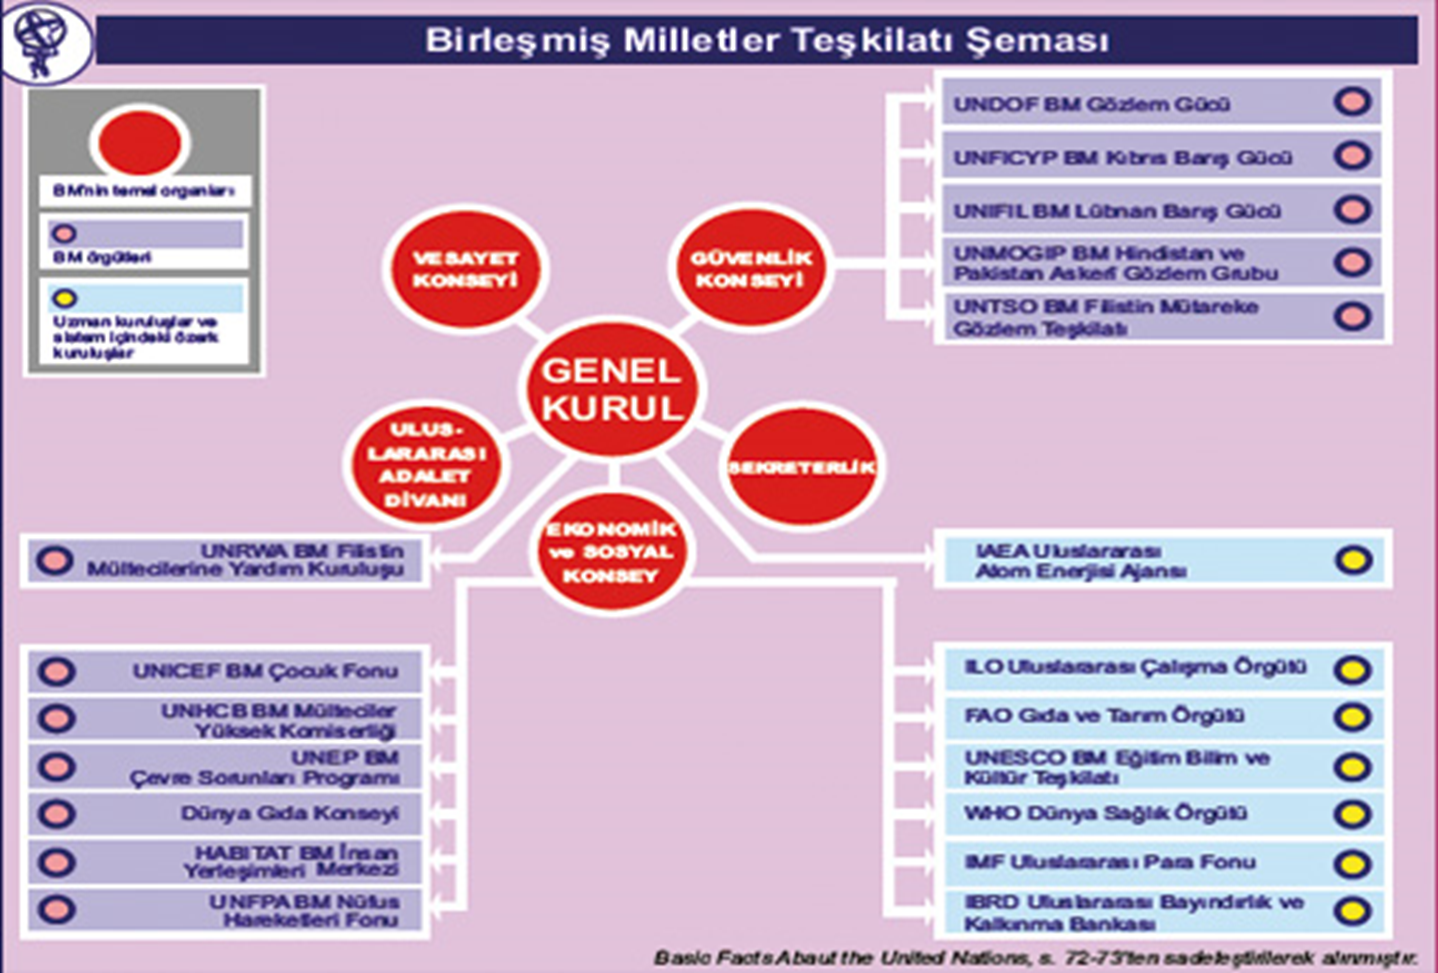 Birleşmiş Milletler Teşkilatı Şeması
BM'nin temel organları
BM örgütleri
Uzman kuruluşlar ve
sistem içindeki özerk
kuruluşlar
VESAYET
KONSEYİ
GÜVENLİK
KONSEYİ
GENEL
KURUL
ULUS-
LARARASI
ADALET
DİVANI
SEKRETERLİK
EKONOMİK
ve SOSYAL
KONSEY
UNDOF BM Gözlem Gücü
UNFICYP BM Kıbrıs Barış Gücü
UNIFIL BM Lübnan Barış Gücü
UNMOGIP BM Hindistan ve
Pakistan Askerî Gözlem Grubu
UNTSO BM Filistin Mütareke
Gözlem Teşkilatı
UNRWA BM Filistin
Mültecilerine Yardım Kuruluşu
IAEA Uluslararası
Atom Enerjisi Ajansı
UNICEF BM Çocuk Fonu
UNHCB BM Mülteciler
Yüksek Komiserliği
UNEP BM
Çevre Sorunları Programı
Dünya Gıda Konseyi
HABITAT BM İnsan
Yerleşimleri Merkezi
UNFPA BM Nüfus
Hareketleri Fonu
ILO Uluslararası Çalışma Örgütü
FAO Gıda ve Tarım Örgütü
UNESCO BM Eğitim Bilim ve
Kültür Teşkilatı
WHO Dünya Sağlık Örgütü
IMF Uluslararası Para Fonu
IBRD Uluslararası Bayındırlık ve
Kalkınma Bankası
Basic Facts Abaut the United Nations, s. 72-73'ten sadeleştirilerek alınmıştır.